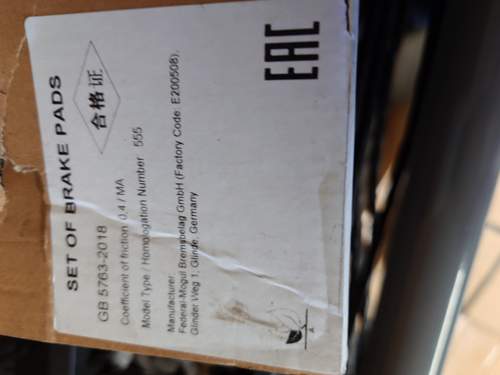 SET OF BRAKE PADS
合格证
GB 5763-2018
Coefficient of friction 0,4 / MA
Model Type / Homologation Number 555
Manufacturer:
Federal-Mogul Bremsbelag GmbH (Factory Code: E200508),
Glinder Weg 1, Glinde, Germany
EAC